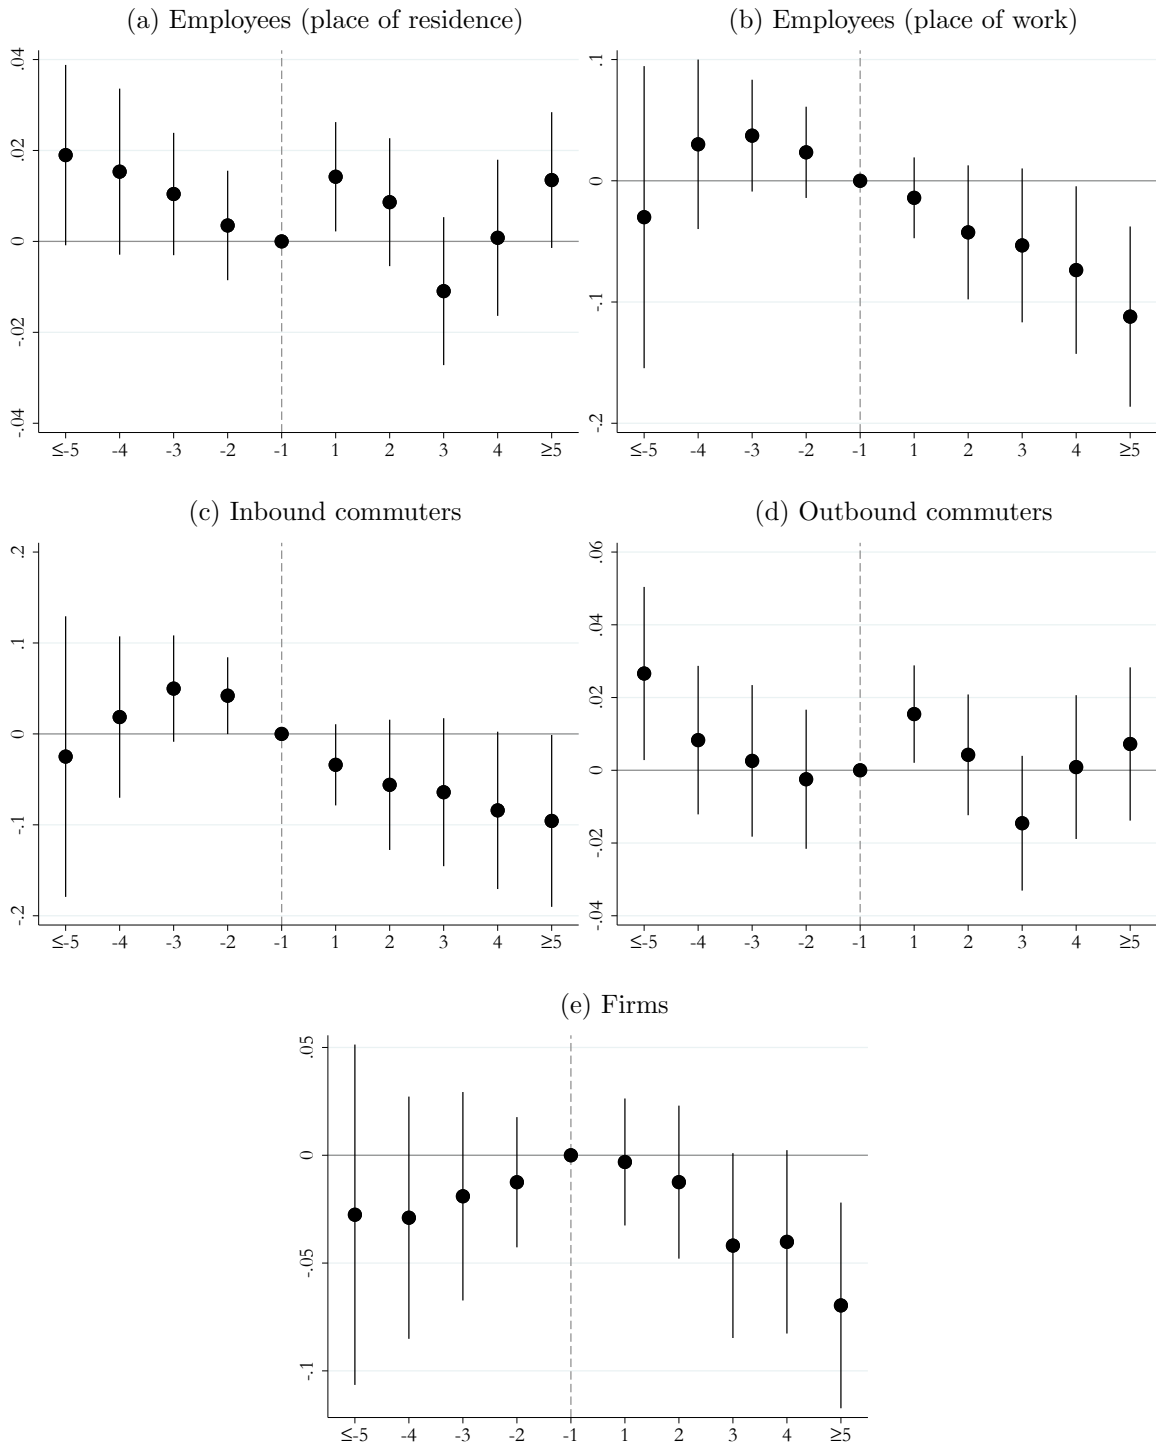 (a) Employees (place of residence)
.04
.02
0
-.02
-.04
≤-5 -4 -3 -2 -1 1 2 3 4 ≥5
(b) Employees (place of work)
.1
0
-.1
-.2
≤-5 -4 -3 -2 -1 1 2 3 4 ≥5
(c) Inbound commuters
.2
.1
0
-.1
-.2
≤-5 -4 -3 -2 -1 1 2 3 4 ≥5
(d) Outbound commuters
.06
.04
.02
0
-.02
-.04
≤-5 -4 -3 -2 -1 1 2 3 4 ≥5
(e) Firms
.05
0
-.05
-.1
≤-5 -4 -3 -2 -1 1 2 3 4 ≥5